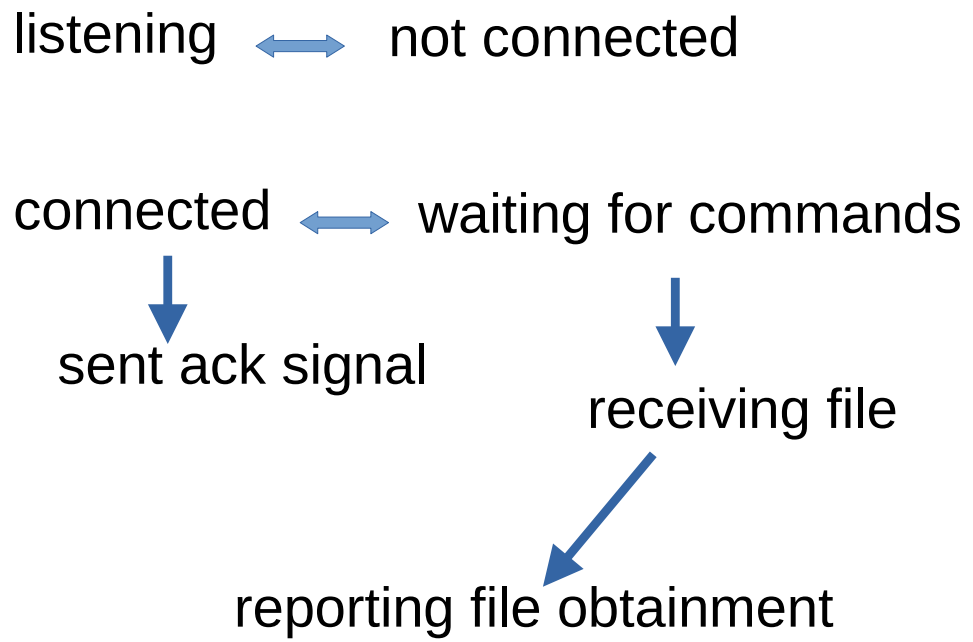 listening not connected
connected waiting for commands
sent ack signal
receiving file
reporting file obtainment